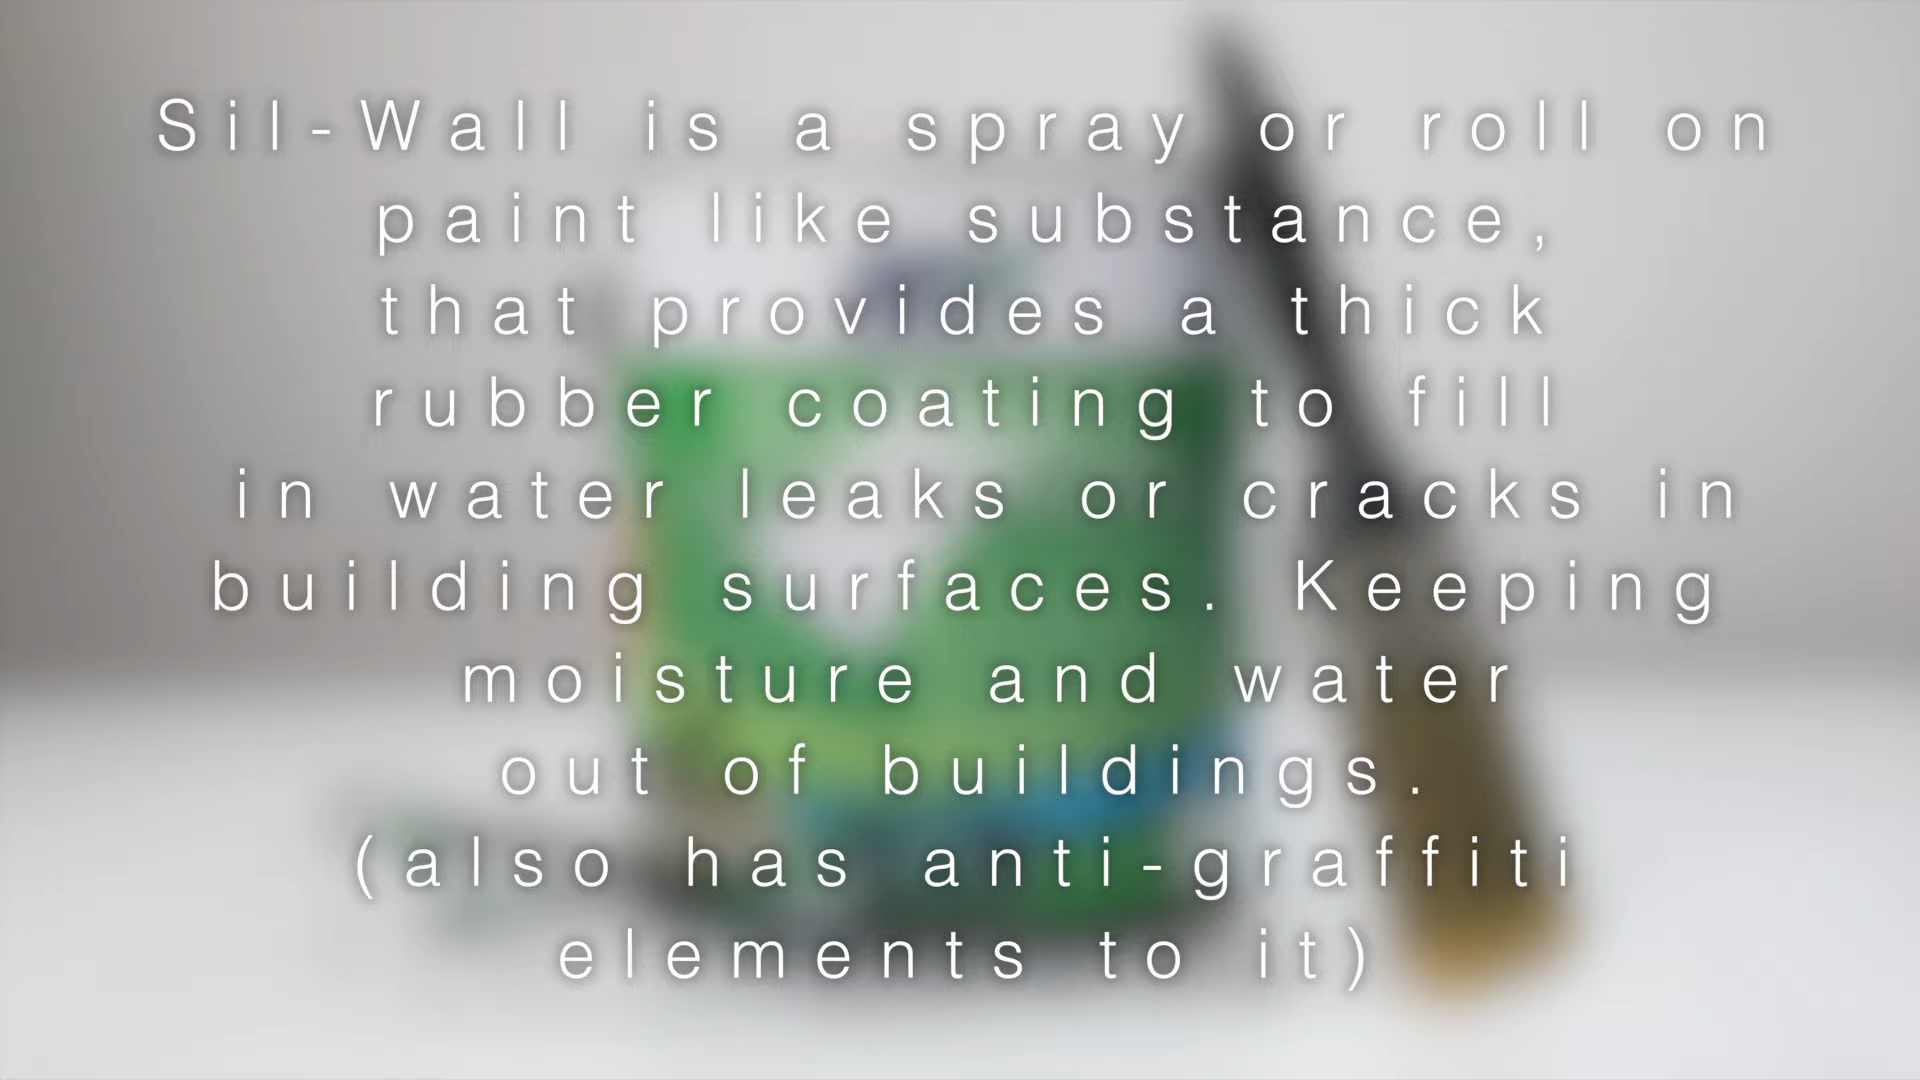 Sil-Wall is a spray or roll on
paint like substance,
that provides a thick
rubber coating to fill
in water leaks or cracks in
building surfaces. Keeping
moisture and water
out of buildings.
(also has anti-graffiti
elements to it)